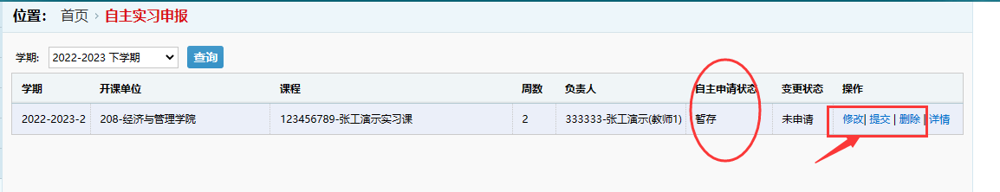 位置： 首页 › 自主实习申报
学期: 2022-2023 下学期 查询
学期 开课单位 课程 周数 负责人 自主申请状态 变更状态 操作
2022-2023-2 208-经济与管理学院 123456789-张工演示实习课 2 333333-张工演示(教师1) 暂存 未申请 修改| 提交 | 删除 | 详情